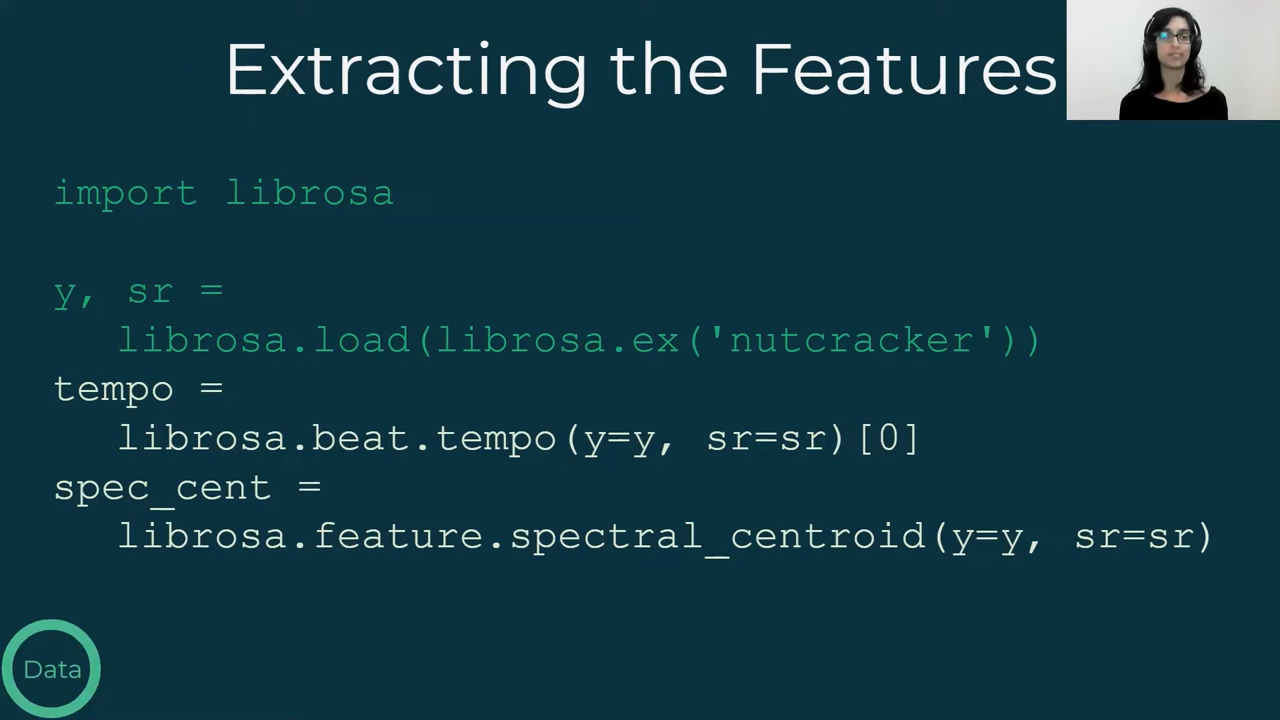 Extracting the Features
import librosa
y, sr =
librosa.load(librosa.ex('nutcracker'))
tempo =
librosa.beat.tempo(y=y, sr=sr)[0]
spec_cent =
librosa.feature.spectral_centroid(y=y, sr=sr)
Data